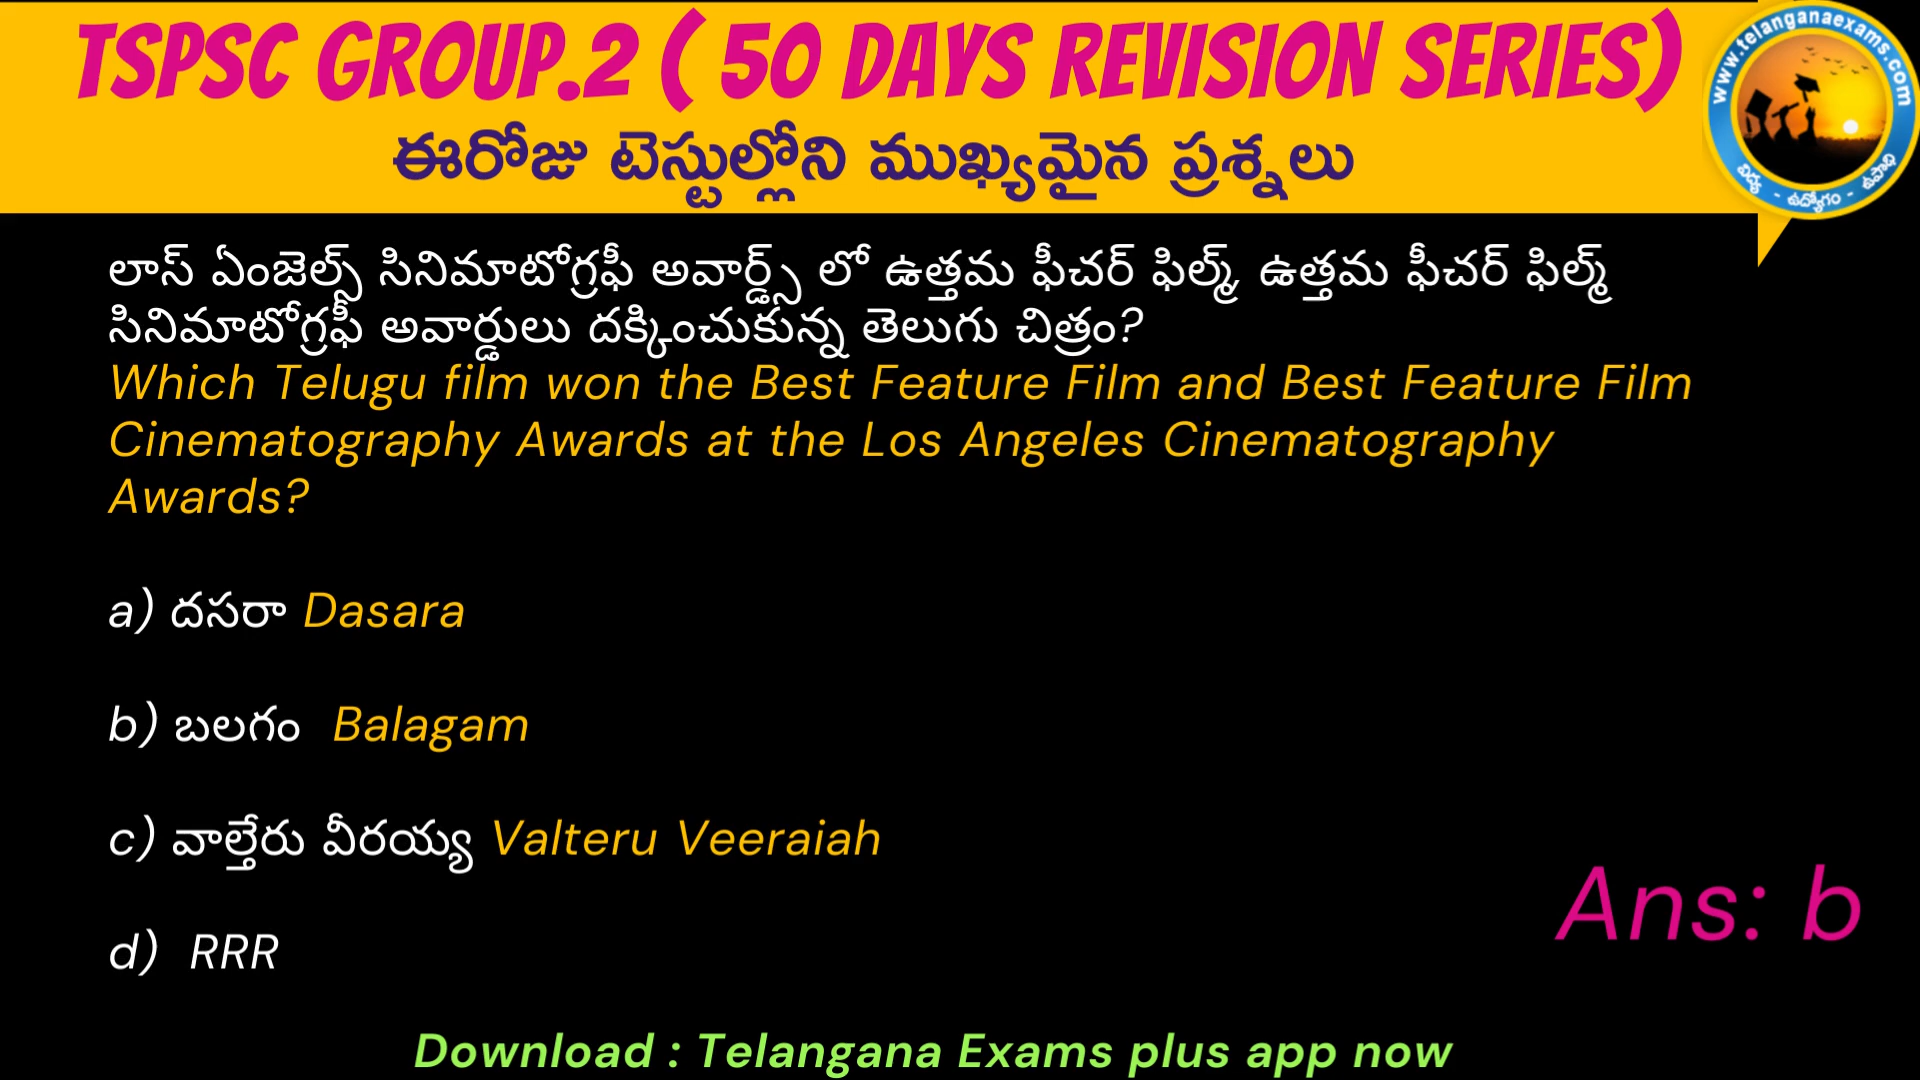 TSPSC GROUP.2 ( 50 DAYS REVISION SERIES)
ఈరోజు టెస్టుల్లోని ముఖ్యమైన ప్రశ్నలు
www.telanganaexams.com
విద్య - ఉద్యోగం - ఉపాధి
లాస్ ఏంజెల్స్ సినిమాటోగ్రఫీ అవార్డ్స్ లో ఉత్తమ ఫీచర్ ఫిల్మ్, ఉత్తమ ఫీచర్ ఫిల్మ్
సినిమాటోగ్రఫీ అవార్డులు దక్కించుకున్న తెలుగు చిత్రం?
Which Telugu film won the Best Feature Film and Best Feature Film
Cinematography Awards at the Los Angeles Cinematography
Awards?
a) దసరా Dasara
b) బలగం Balagam
c) వాల్తేరు వీరయ్య Valteru Veeraiah
d) RRR
Ans: b
Download : Telangana Exams plus app now